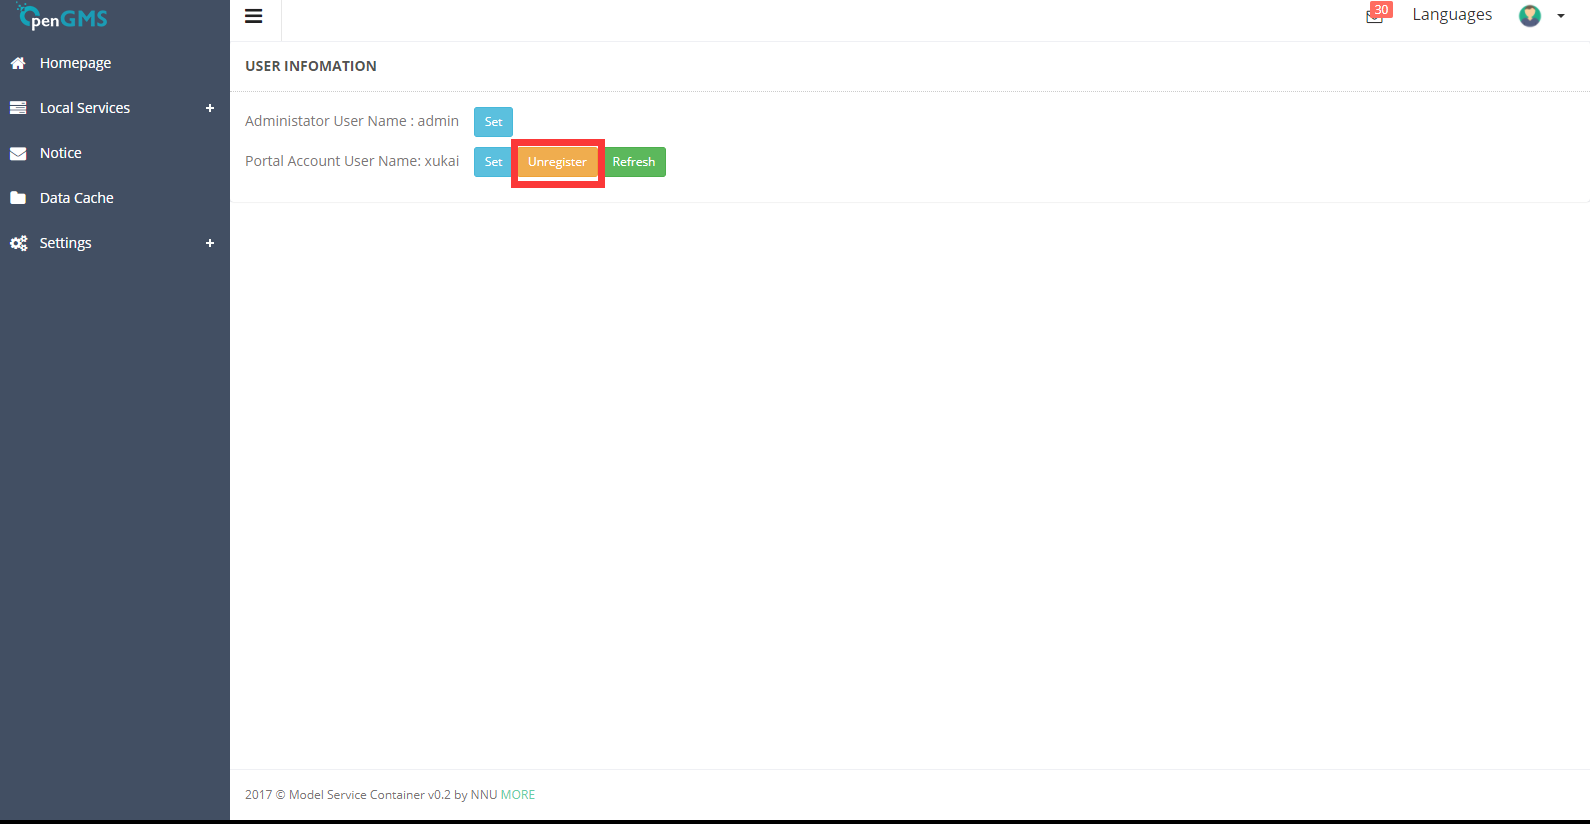 OpenGMS
Homepage
Local Services
Notice
Data Cache
Settings
30
Languages
USER INFOMATION
Administator User Name : admin Set
Portal Account User Name: xukai Set Unregister Refresh
2017 © Model Service Container v0.2 by NNU MORE